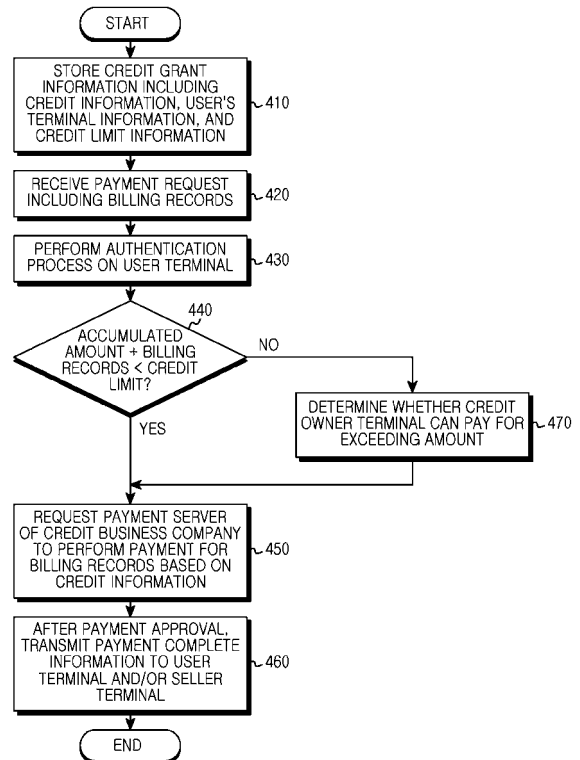 START
STORE CREDIT GRANT
INFORMATION INCLUDING
CREDIT INFORMATION, USER'S
TERMINAL INFORMATION, AND
CREDIT LIMIT INFORMATION
410
RECEIVE PAYMENT REQUEST
INCLUDING BILLING RECORDS
420
PERFORM AUTHENTICATION
PROCESS ON USER TERMINAL
430
440
ACCUMULATED
AMOUNT + BILLING
RECORDS < CREDIT
LIMIT?
NO
YES
DETERMINE WHETHER CREDIT
OWNER TERMINAL CAN PAY FOR
EXCEEDING AMOUNT
470
REQUEST PAYMENT SERVER
OF CREDIT BUSINESS COMPANY
TO PERFORM PAYMENT FOR
BILLING RECORDS BASED ON
CREDIT INFORMATION
450
AFTER PAYMENT APPROVAL,
TRANSMIT PAYMENT COMPLETE
INFORMATION TO USER
TERMINAL AND/OR SELLER
TERMINAL
460
END